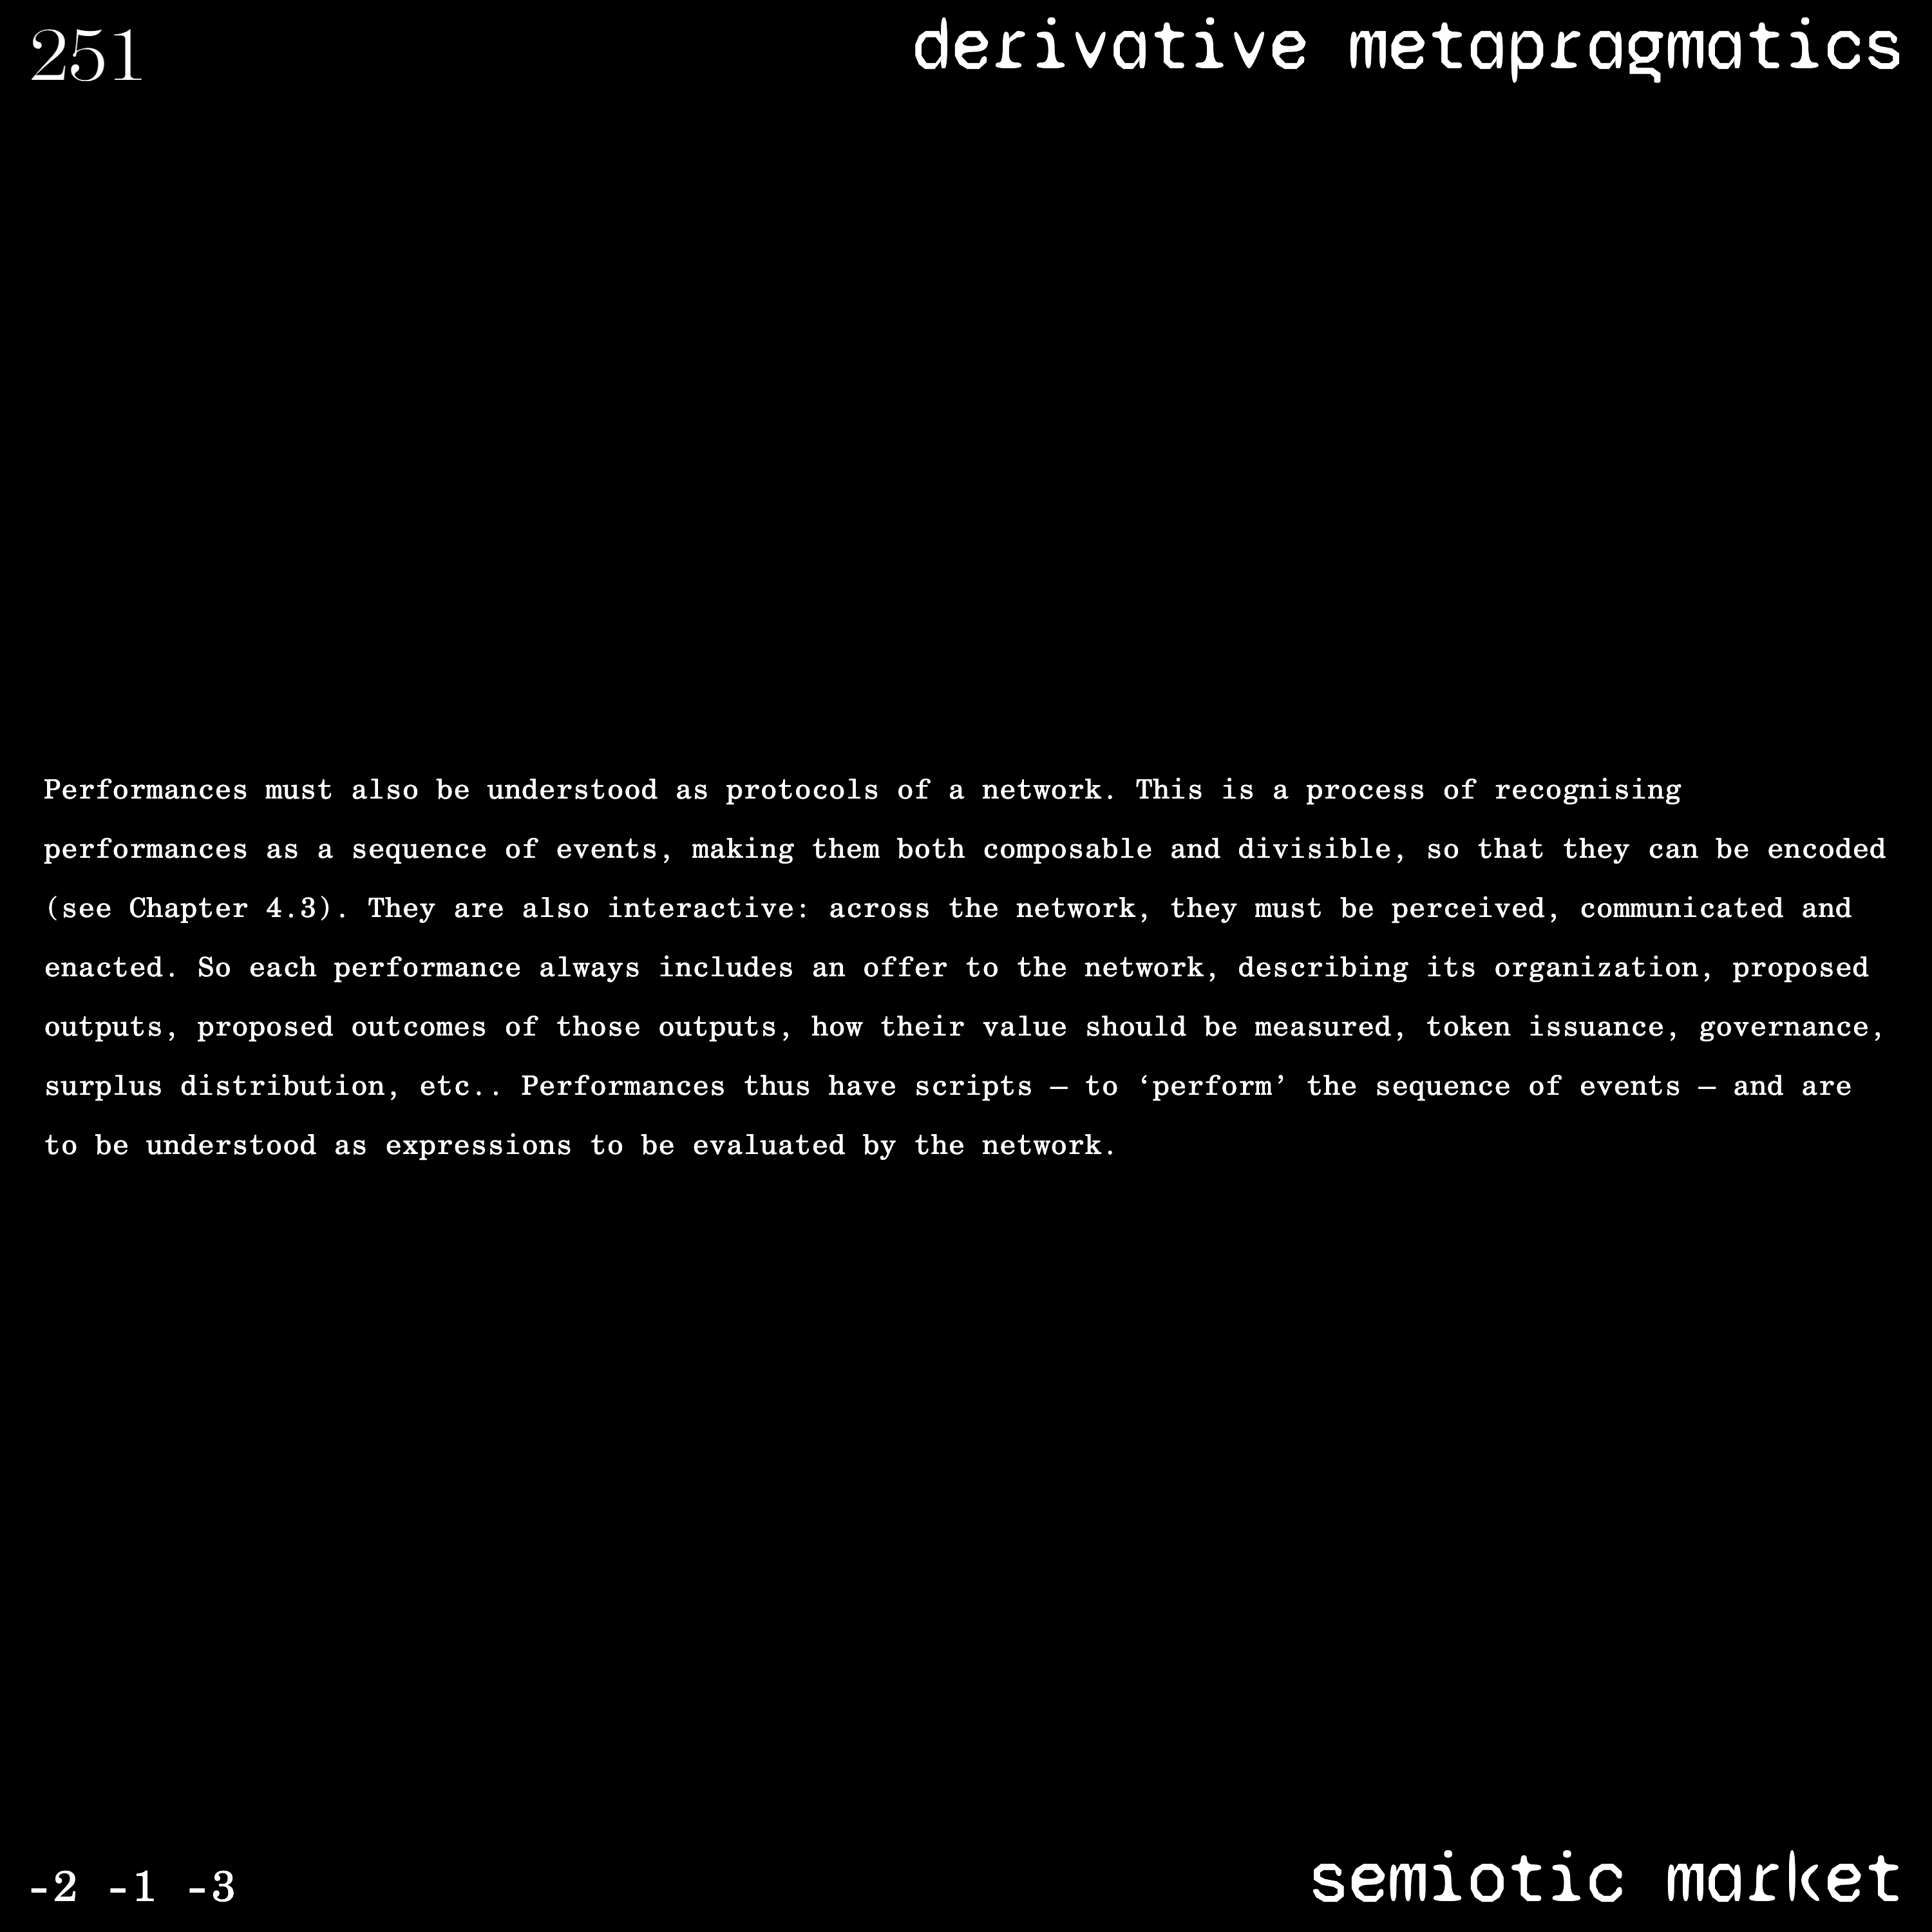 251
derivative metapragmatics
Performances must also be understood as protocols of a network. This is a process of recognising
performances as a sequence of events, making them both composable and divisible, so that they can be encoded
(see Chapter 4.3). They are also interactive: across the network, they must be perceived, communicated and
enacted. So each performance always includes an offer to the network, describing its organization, proposed
outputs, proposed outcomes of those outputs, how their value should be measured, token issuance, governance,
surplus distribution, etc.. Performances thus have scripts – to ‘perform’ the sequence of events – and are
to be understood as expressions to be evaluated by the network.
-2 -1 -3
semiotic market